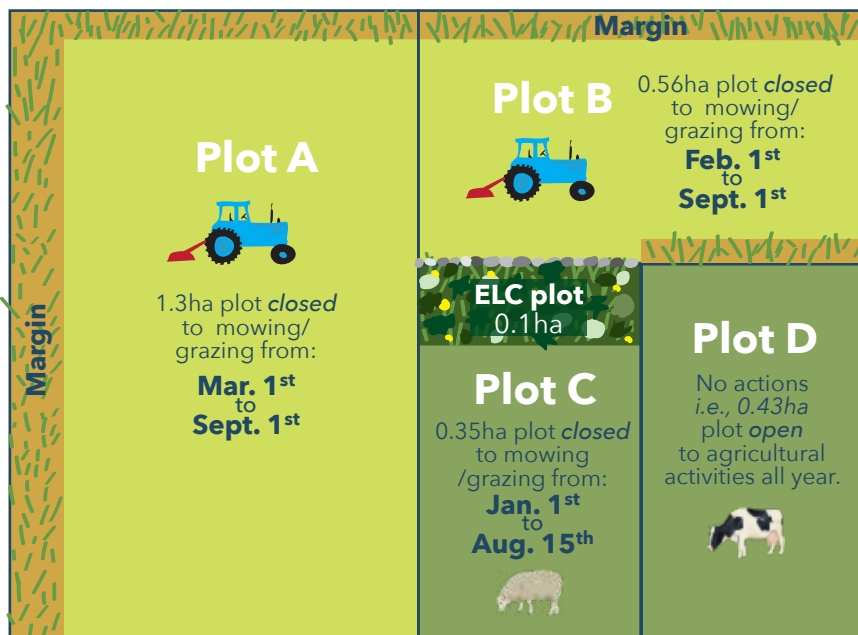 Margin
Plot A
1.3ha plot closed
to mowing/
grazing from:
Mar. 1st
to
Sept. 1st
Margin
Plot B
0.56ha plot closed
to mowing/
grazing from:
Feb. 1st
to
Sept. 1st
ELC plot
0.1ha
Plot C
0.35ha plot closed
to mowing
/grazing from:
Jan. 1st
to
Aug. 15th
Plot D
No actions
i.e., 0.43ha
plot open
to agricultural
activities all year.